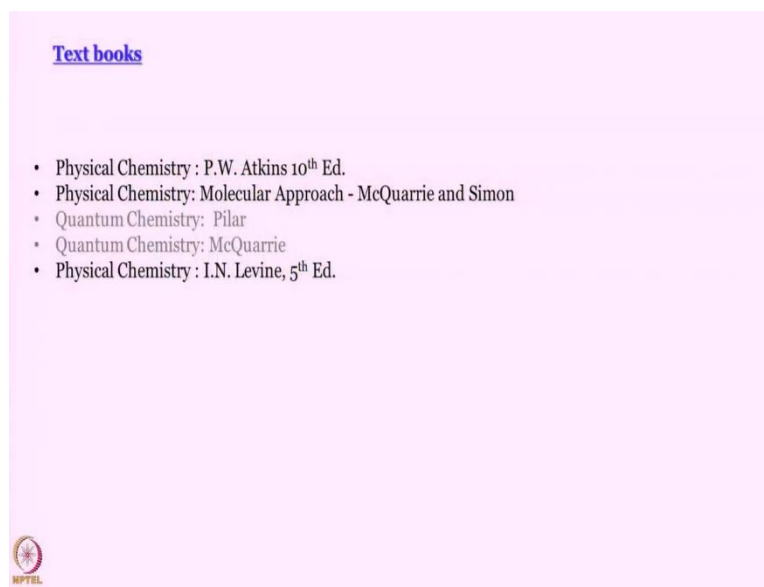 Text books
• Physical Chemistry : P.W. Atkins 10th Ed.
• Physical Chemistry: Molecular Approach - McQuarrie and Simon
• Quantum Chemistry: Pilar
• Quantum Chemistry: McQuarrie
• Physical Chemistry : I.N. Levine, 5th Ed.
NPTEL